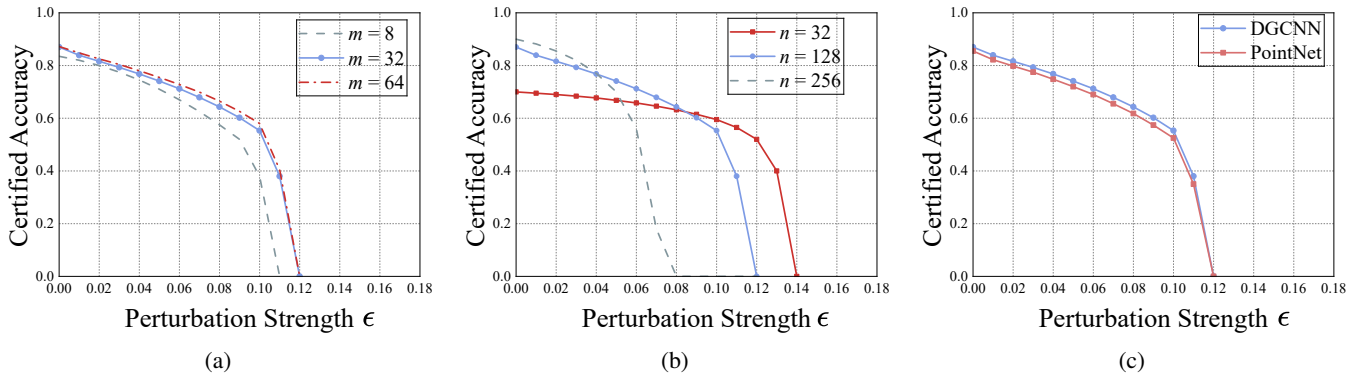 Certified Accuracy
1.0
0.8
0.6
0.4
0.2
0.0
m = 8
m = 32
m = 64
0.00 0.02 0.04 0.06 0.08 0.10 0.12 0.14 0.16 0.18
Perturbation Strength ϵ
(a)
Certified Accuracy
1.0
0.8
0.6
0.4
0.2
0.0
n = 32
n = 128
n = 256
0.00 0.02 0.04 0.06 0.08 0.10 0.12 0.14 0.16 0.18
Perturbation Strength ϵ
(b)
Certified Accuracy
1.0
0.8
0.6
0.4
0.2
0.0
DGCNN
PointNet
0.00 0.02 0.04 0.06 0.08 0.10 0.12 0.14 0.16 0.18
Perturbation Strength ϵ
(c)